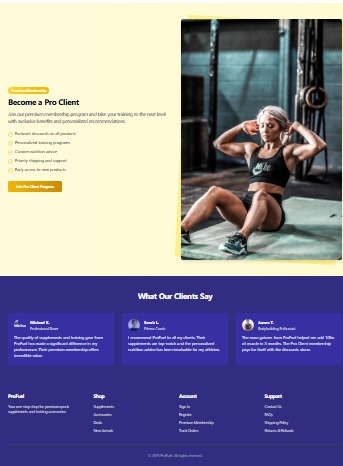 Premium Membership
Become a Pro Client
Join our premium membership program and take your training to the next level
with exclusive benefits and personalized recommendations.
Exclusive discounts on all products
Personalized training programs
Custom nutrition advice
Priority shipping and support
Early access to new products
Join Pro Client Program
What Our Clients Say
Michael K.
Professional Boxer
The quality of supplements and training gear from
ProFuel has made a significant difference in my
performance. Their premium membership offers
incredible value.
Sarah L.
Fitness Coach
I recommend ProFuel to all my clients. Their
supplements are top-notch and the personalized
nutrition advice has been invaluable for my athletes.
James T.
Bodybuilding Enthusiast
The mass gainers from ProFuel helped me add 10lbs
of muscle in 3 months. The Pro Client membership
pays for itself with the discounts alone.
ProFuel
Your one-stop shop for premium
supplements and training accessories.
Shop
Supplements
Accessories
Deals
New Arrivals
Account
Sign In
Register
Premium Membership
Track Orders
Support
Contact Us
FAQs
Shipping Policy
Returns & Refunds
ProFuel. All rights reserved.